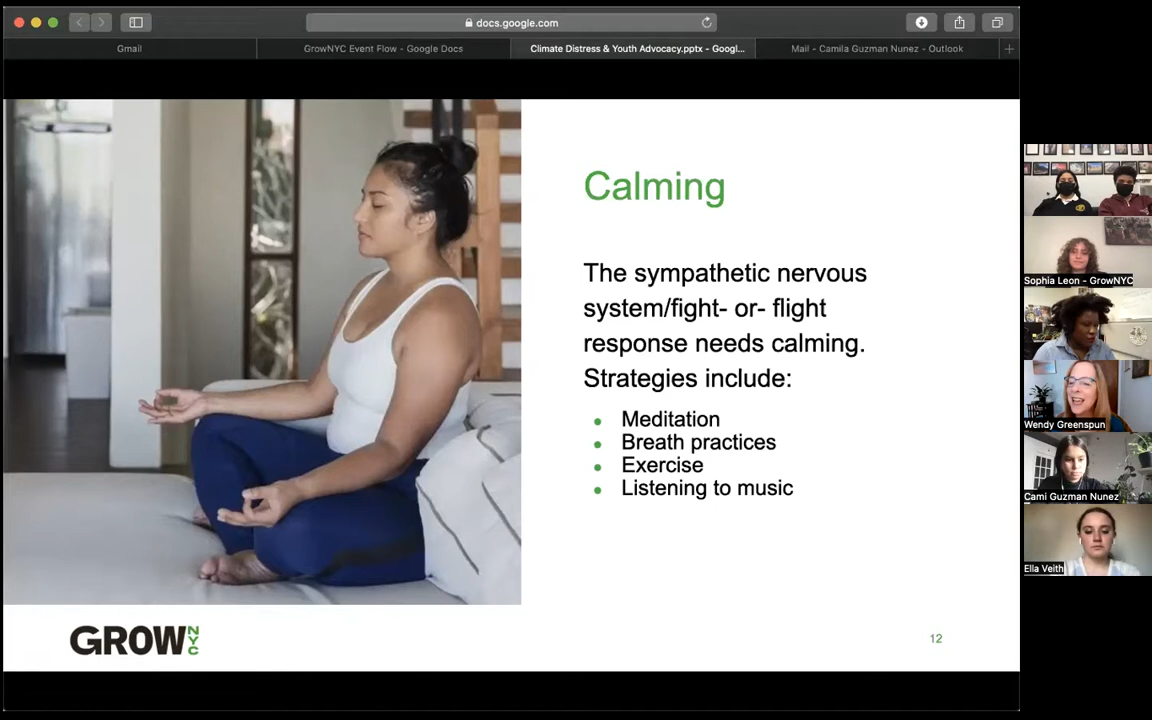 docs.google.com
Gmail
GrowNYC Event Flow - Google Docs
Climate Distress & Youth Advocacy.pptx - Googl...
Mail - Camila Guzman Nunez - Outlook
Calming
The sympathetic nervous
system/fight- or- flight
response needs calming.
Strategies include:
• Meditation
• Breath practices
• Exercise
• Listening to music
GROWNYC
12
Sophia Leon - GrowNYC
Wendy Greenspun
Cami Guzman Nunez
Ella Veith